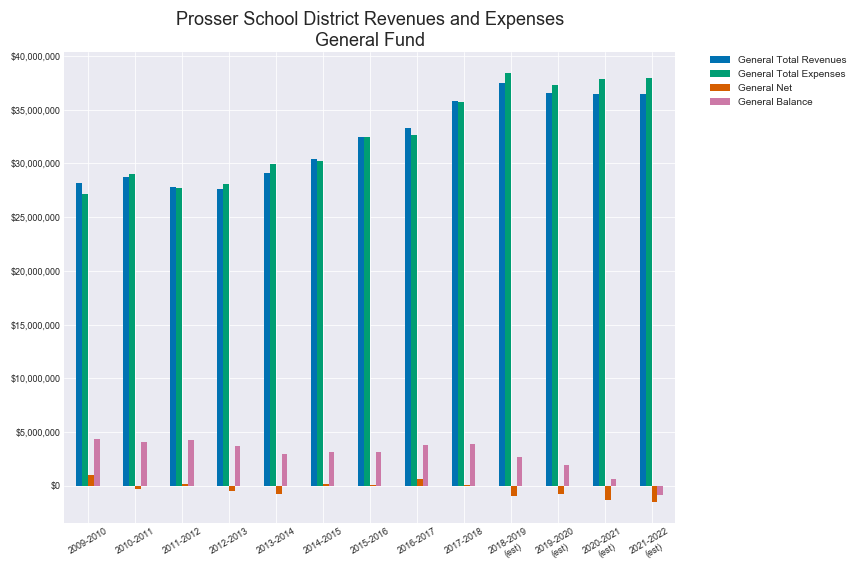 Prosser School District Revenues and Expenses
General Fund
General Total Revenues
General Total Expenses
General Net
General Balance
$40,000,000
$35,000,000
$30,000,000
$25,000,000
$20,000,000
$15,000,000
$10,000,000
$5,000,000
$0
2009-2010
2010-2011
2011-2012
2012-2013
2013-2014
2014-2015
2015-2016
2016-2017
2017-2018
2018-2019
(est)
2019-2020
(est)
2020-2021
(est)
2021-2022
(est)